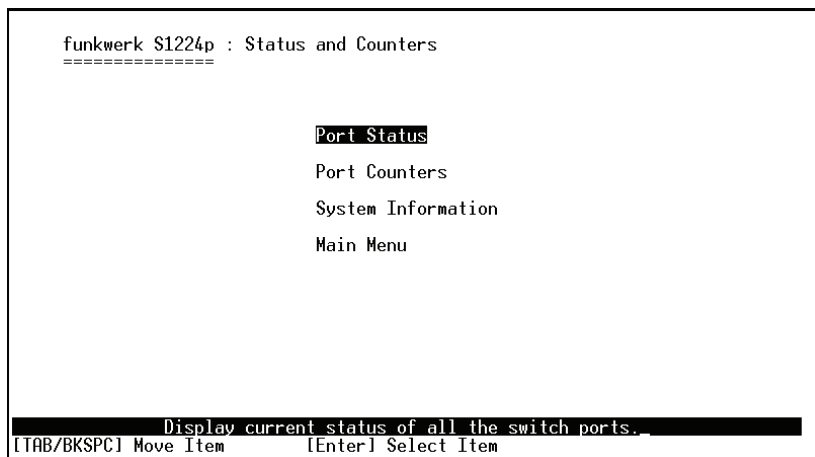 funkwerk S1224p : Status and Counters
===============
Port Status
Port Counters
System Information
Main Menu
Display current status of all the switch ports._
[TAB/BKSPC] Move Item [Enter] Select Item